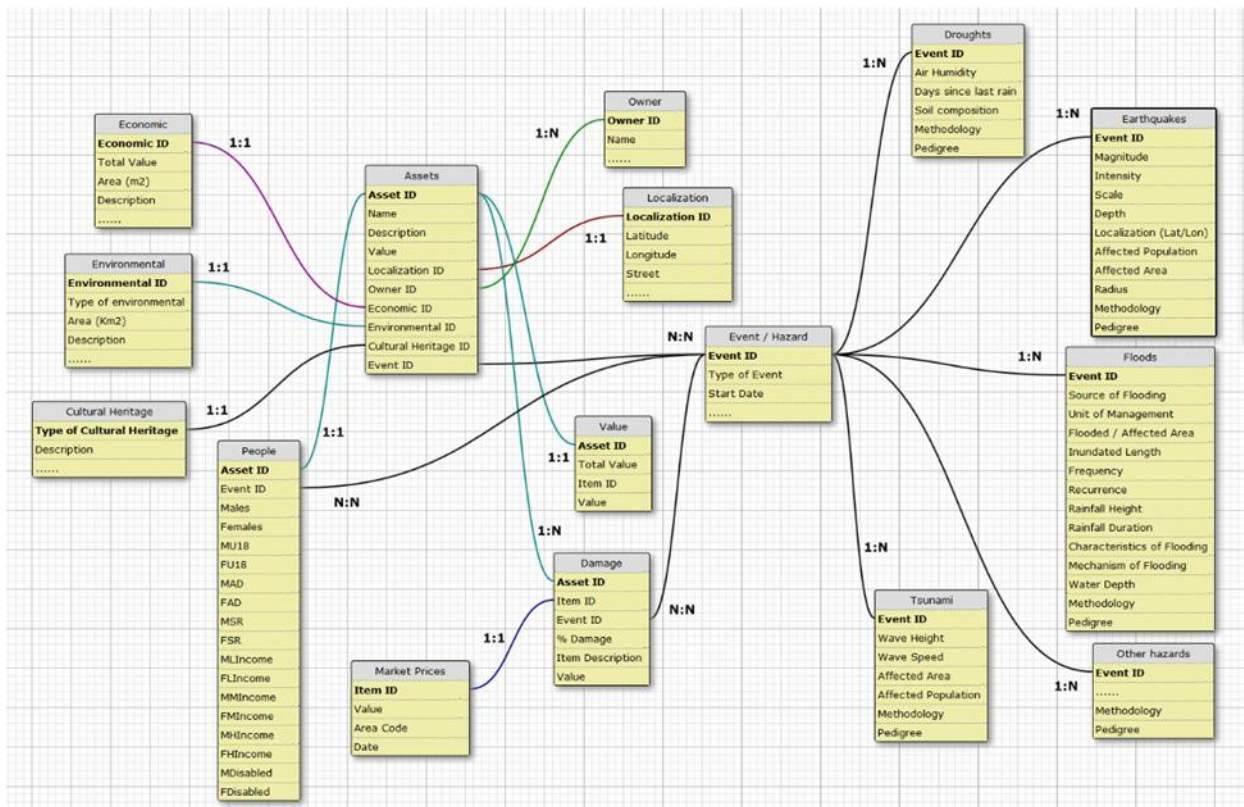 Droughts
Event ID
Air Humidity
Days since last rain
Soil composition
Methodology
Pedigree
1:N
Earthquakes
Event ID
Magnitude
Intensity
Scale
Depth
Localization (Lat/Lon)
Affected Population
Affected Area
Radius
Methodology
Pedigree
1:N
Owner
Owner ID
Name
......
1:N
Economic
Economic ID
Total Value
Area (m2)
Description
......
1:1
Assets
Asset ID
Name
Description
Value
Localization ID
Owner ID
Economic ID
Environmental ID
Cultural Heritage ID
Event ID
Localization
Localization ID
Latitude
Longitude
Street
......
1:1
Environmental
Environmental ID
Type of environmental
Area (Km2)
Description
......
1:1
Event / Hazard
Event ID
Type of Event
Start Date
......
N:N
Floods
Event ID
Source of Flooding
Unit of Management
Flooded / Affected Area
Inundated Length
Frequency
Recurrence
Rainfall Height
Rainfall Duration
Characteristics of Flooding
Mechanism of Flooding
Water Depth
Methodology
Pedigree
1:N
Cultural Heritage
Type of Cultural Heritage
Description
......
1:1
People
Asset ID
Event ID
Males
Females
MU18
FU18
MAD
FAD
MSR
FSR
MLIncome
FLIncome
MMIncome
FMIncome
MHIncome
FHIncome
MDisabled
FDisabled
1:1
N:N
Value
Asset ID
Total Value
Item ID
Value
1:1
Damage
Asset ID
Item ID
Event ID
% Damage
Item Description
Value
1:N
N:N
Market Prices
Item ID
Value
Area Code
Date
1:1
Tsunami
Event ID
Wave Height
Wave Speed
Affected Area
Affected Population
Methodology
Pedigree
1:N
Other hazards
Event ID
......
Methodology
Pedigree
1:N